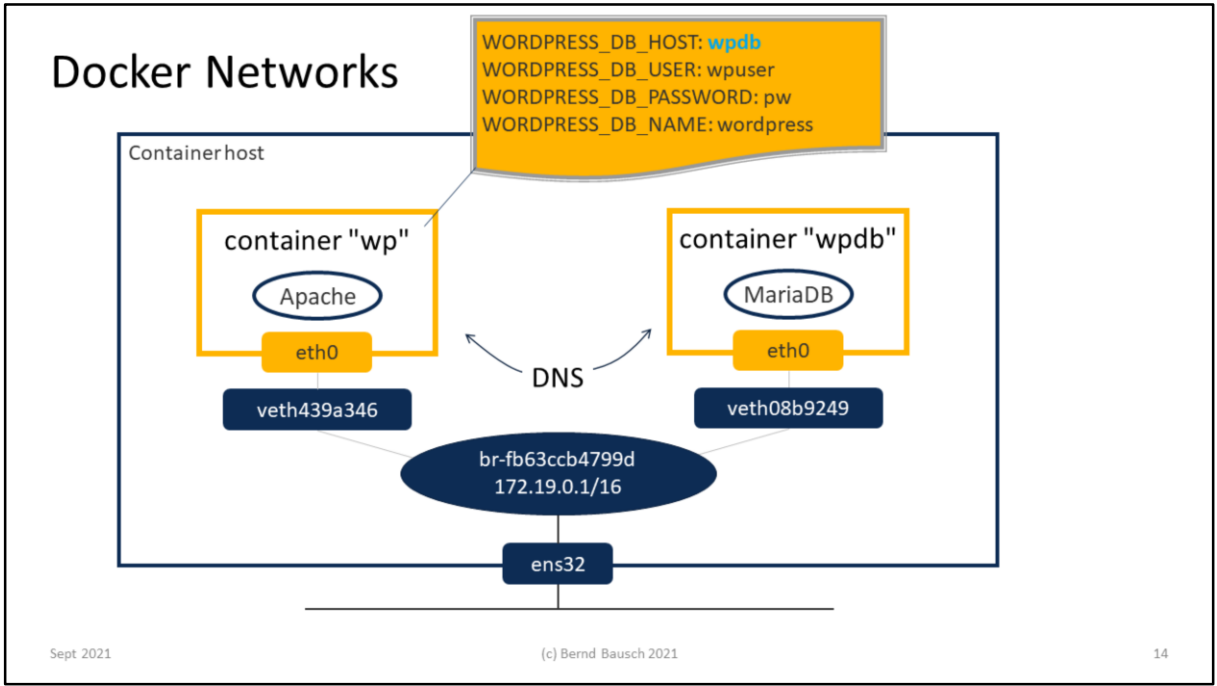 Docker Networks
WORDPRESS_DB_HOST: wpdb
WORDPRESS_DB_USER: wpuser
WORDPRESS_DB_PASSWORD: pw
WORDPRESS_DB_NAME: wordpress
Container host
container "wp"
Apache
eth0
veth439a346
container "wpdb"
MariaDB
eth0
veth08b9249
DNS
br-fb63ccb4799d
172.19.0.1/16
ens32
Sept 2021
(c) Bernd Bausch 2021
14